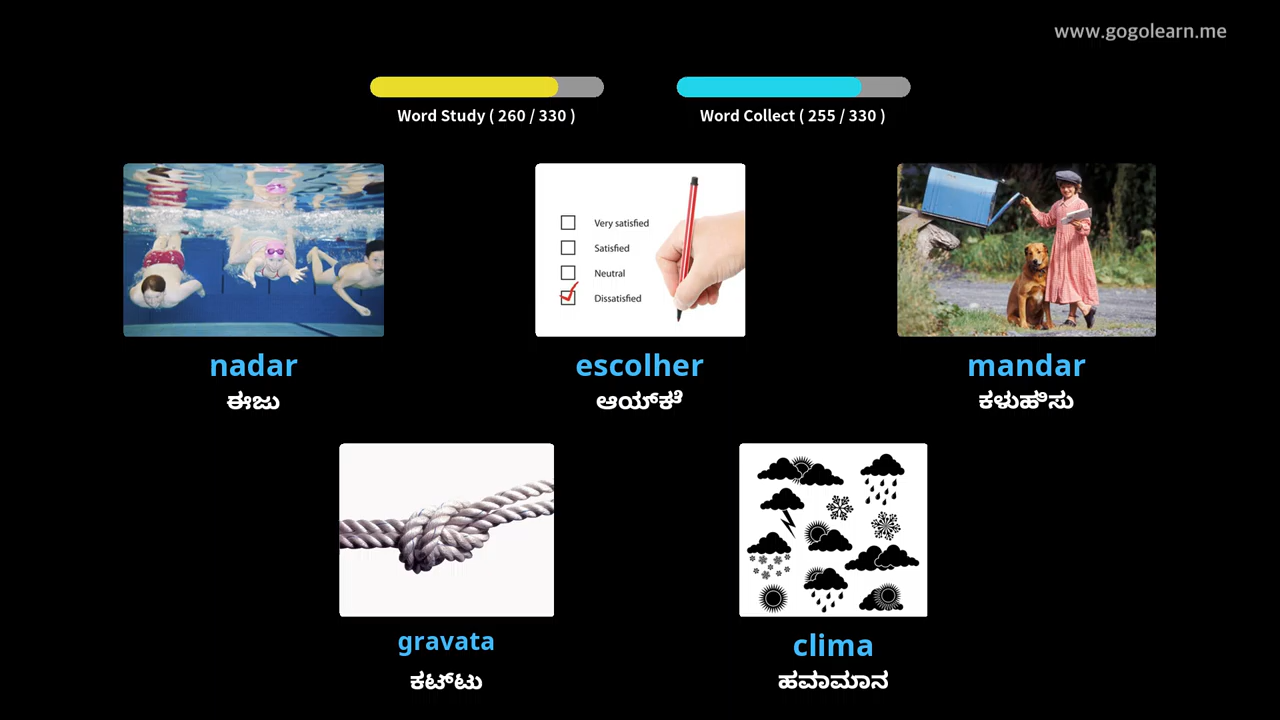 www.gogolearn.me
Word Study ( 260 / 330 )
Word Collect ( 255 / 330 )
Very satisfied
Satisfied
Neutral
Dissatisfied
nadar
escolher
mandar
ಈಜು
ಆಯ್ಕೆ
ಕಳುಹಿಸು
gravata
clima
ಕಟ್ಟು
ಹವಾಮಾನ